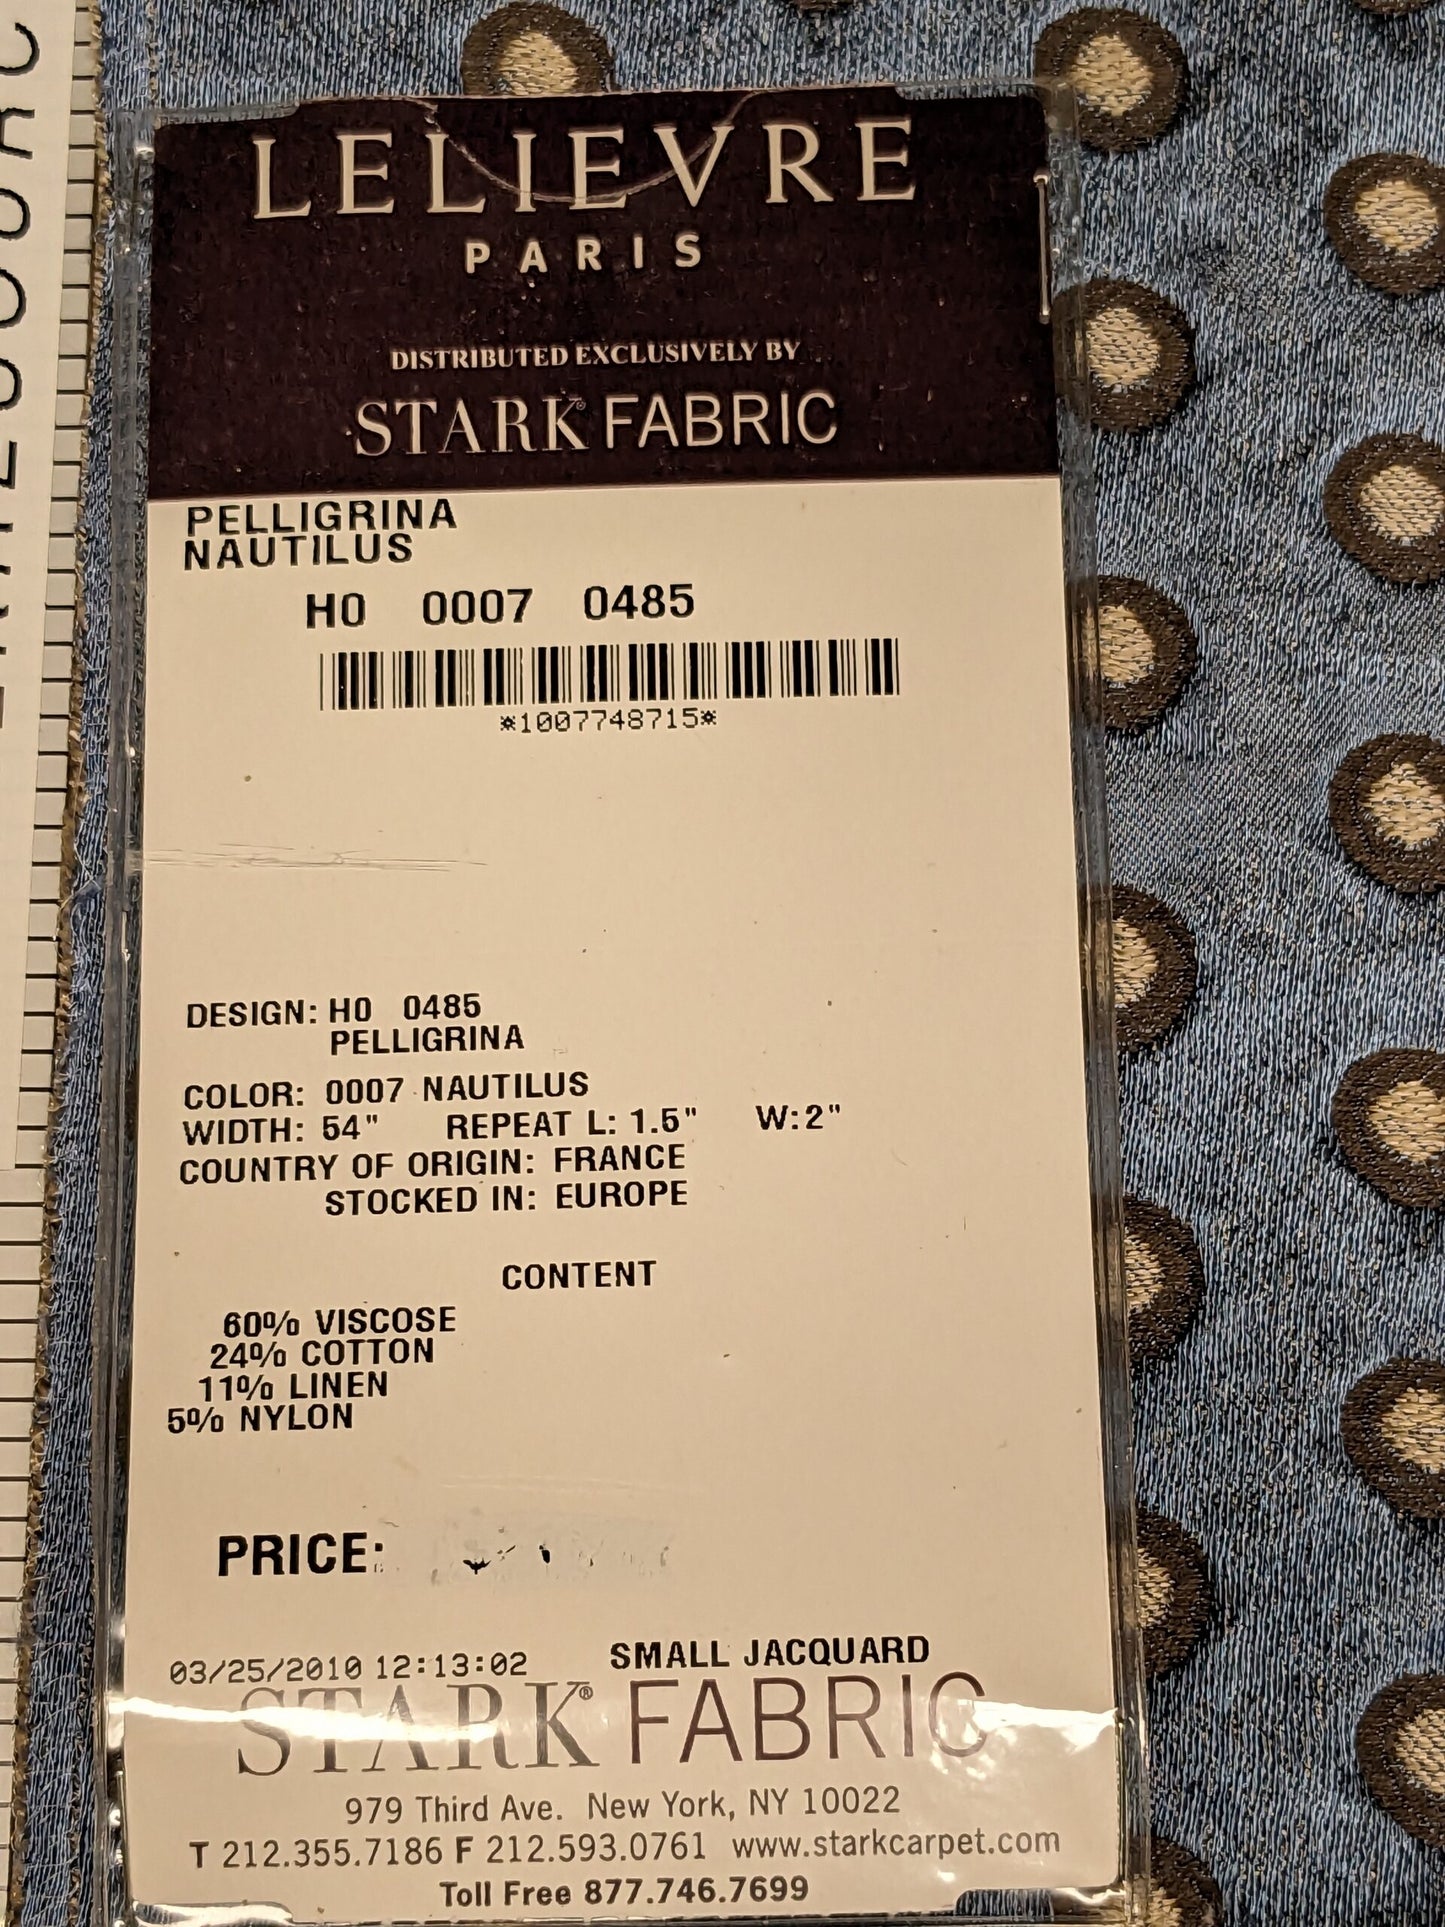 LELIEVRE
PARIS
DISTRIBUTED EXCLUSIVELY BY
STARK® FABRIC
PELLIGRINA
NAUTILUS
H0 0007 0485
*1007748715*
DESIGN: H0 0485
PELLIGRINA
COLOR: 0007 NAUTILUS
WIDTH: 54" REPEAT L: 1.5" W:2"
COUNTRY OF ORIGIN: FRANCE
STOCKED IN: EUROPE
CONTENT
60% VISCOSE
24% COTTON
11% LINEN
5% NYLON
PRICE:
03/25/2010 12:13:02 SMALL JACQUARD
STARK® FABRIC
979 Third Ave. New York, NY 10022
T 212.355.7186 F 212.593.0761 www.starkcarpet.com
Toll Free 877.746.7699